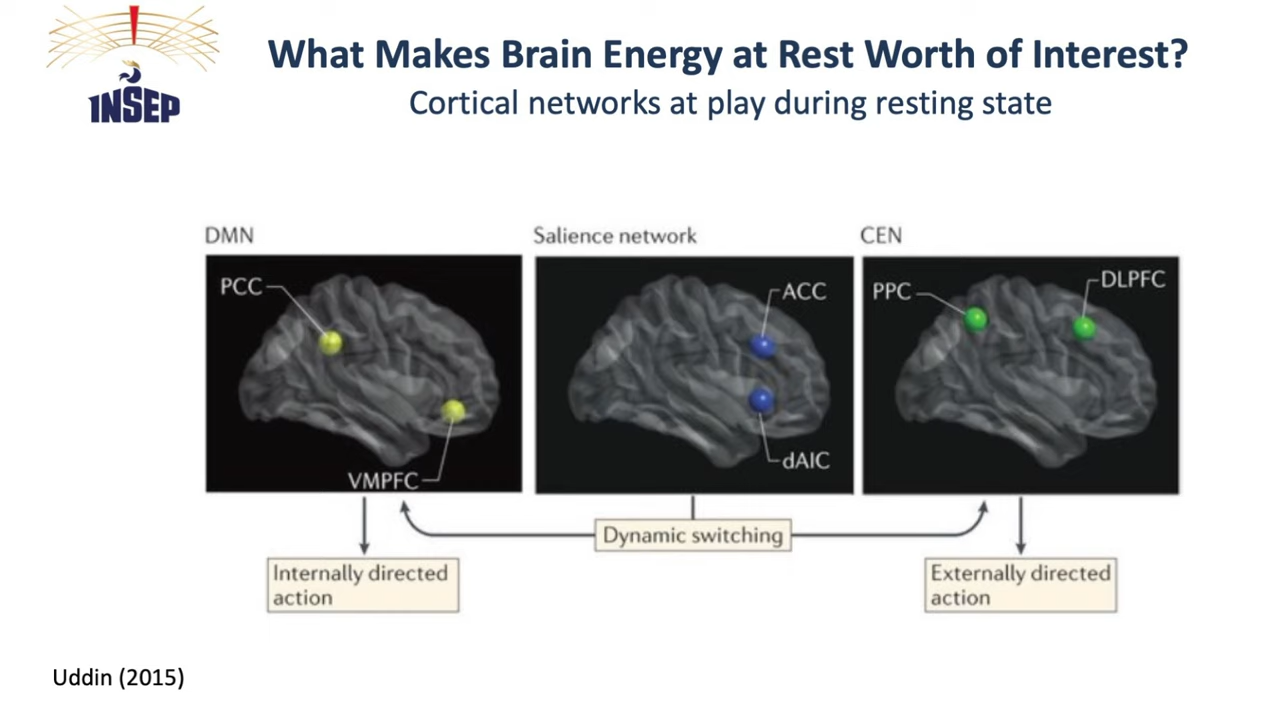 INSEP
What Makes Brain Energy at Rest Worth of Interest?
Cortical networks at play during resting state
DMN
PCC
VMPFC
Salience network
ACC
dAIC
CEN
PPC
DLPFC
Dynamic switching
Internally directed
action
Externally directed
action
Uddin (2015)